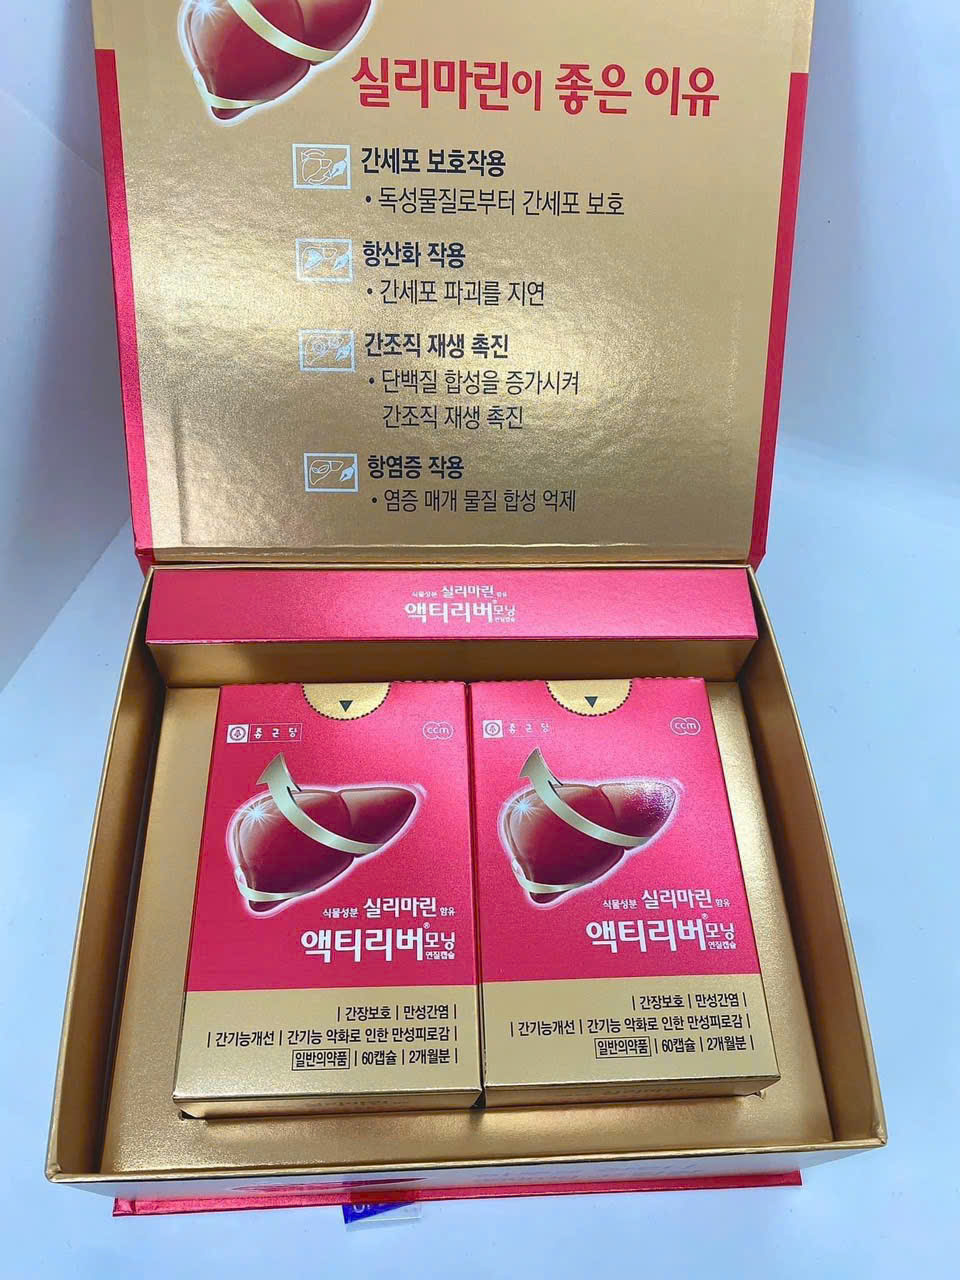 실리마린이 좋은 이유
간세포 보호작용
• 독성물질로부터 간세포 보호
항산화 작용
• 간세포 파괴를 지연
간조직 재생 촉진
• 단백질 합성을 증가시켜
간조직 재생 촉진
항염증 작용
• 염증 매개 물질 합성 억제
식물성분 실리마린 함유
액티리버® 모닝
연질캡슐
종근당
ccm
식물성분 실리마린 함유
액티리버® 모닝
연질캡슐
| 간장보호 | 만성간염 |
| 간기능개선 | 간기능 악화로 인한 만성피로감 |
일반의약품 | 60캡슐 | 2개월분 |
종근당
ccm
식물성분 실리마린 함유
액티리버® 모닝
연질캡슐
| 간장보호 | 만성간염 |
| 간기능개선 | 간기능 악화로 인한 만성피로감 |
일반의약품 | 60캡슐 | 2개월분 |